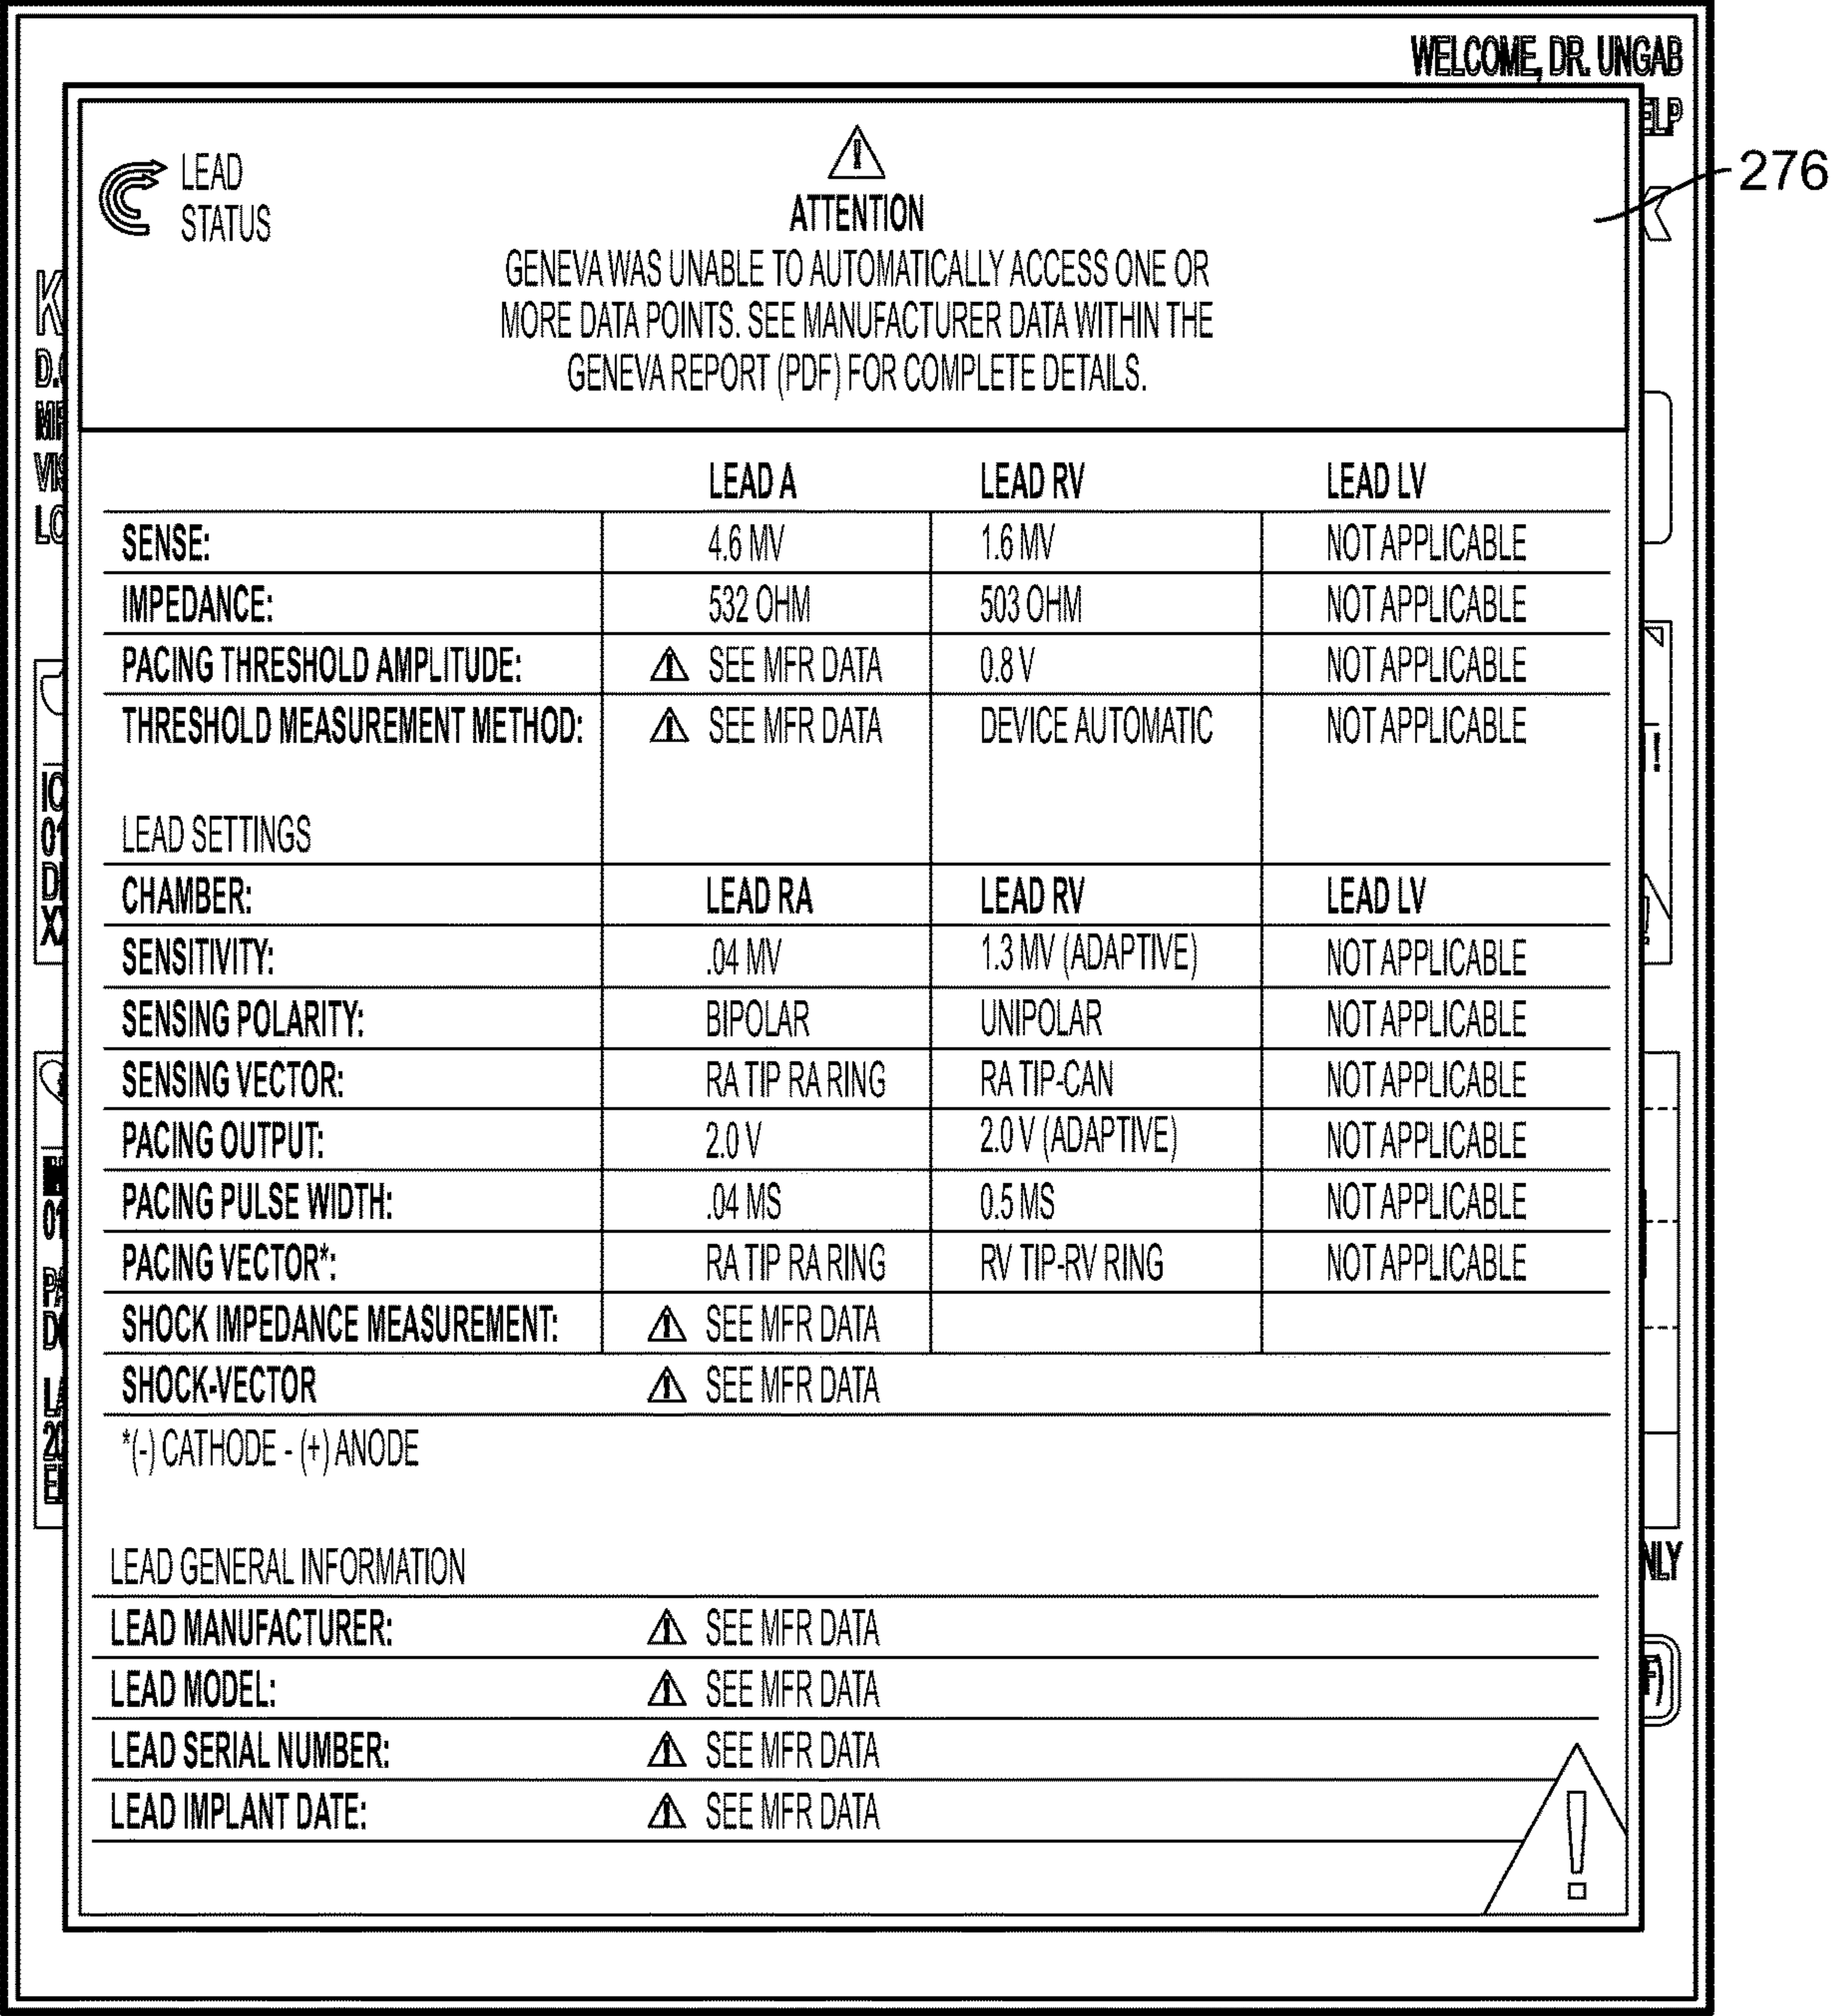 WELCOME, DR. UNGAB
LEAD
STATUS
276
ATTENTION
GENEVA WAS UNABLE TO AUTOMATICALLY ACCESS ONE OR
MORE DATA POINTS. SEE MANUFACTURER DATA WITHIN THE
GENEVA REPORT (PDF) FOR COMPLETE DETAILS.
LEAD A LEAD RV LEAD LV
SENSE: 4.6 MV 1.6 MV NOT APPLICABLE
IMPEDANCE: 532 OHM 503 OHM NOT APPLICABLE
PACING THRESHOLD AMPLITUDE: SEE MFR DATA 0.8 V NOT APPLICABLE
THRESHOLD MEASUREMENT METHOD: SEE MFR DATA DEVICE AUTOMATIC NOT APPLICABLE
LEAD SETTINGS
CHAMBER: LEAD RA LEAD RV LEAD LV
SENSITIVITY: .04 MV 1.3 MV (ADAPTIVE) NOT APPLICABLE
SENSING POLARITY: BIPOLAR UNIPOLAR NOT APPLICABLE
SENSING VECTOR: RA TIP RA RING RA TIP-CAN NOT APPLICABLE
PACING OUTPUT: 2.0 V 2.0 V (ADAPTIVE) NOT APPLICABLE
PACING PULSE WIDTH: .04 MS 0.5 MS NOT APPLICABLE
PACING VECTOR*: RA TIP RA RING RV TIP-RV RING NOT APPLICABLE
SHOCK IMPEDANCE MEASUREMENT: SEE MFR DATA
SHOCK-VECTOR SEE MFR DATA
*(-) CATHODE - (+) ANODE
LEAD GENERAL INFORMATION
LEAD MANUFACTURER: SEE MFR DATA
LEAD MODEL: SEE MFR DATA
LEAD SERIAL NUMBER: SEE MFR DATA
LEAD IMPLANT DATE: SEE MFR DATA